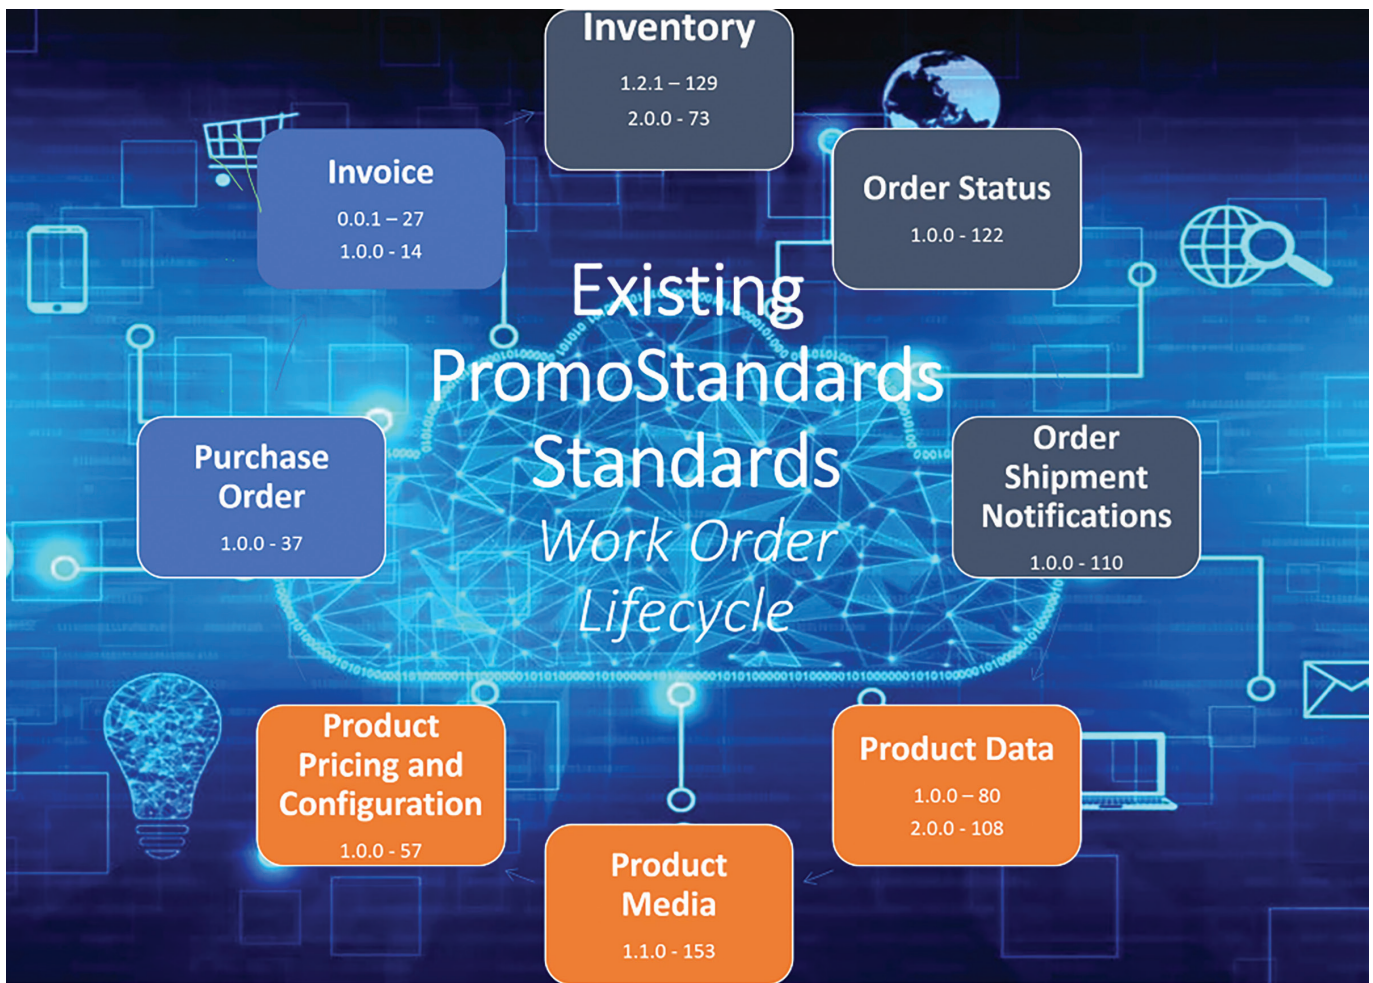 Inventory
1.2.1 – 129
2.0.0 - 73
Order Status
1.0.0 - 122
Order
Shipment
Notifications
1.0.0 - 110
Product Data
1.0.0 – 80
2.0.0 - 108
Product
Media
1.1.0 - 153
Product
Pricing and
Configuration
1.0.0 - 57
Purchase
Order
1.0.0 - 37
Invoice
0.0.1 – 27
1.0.0 - 14
Existing
PromoStandards
Standards
Work Order
Lifecycle